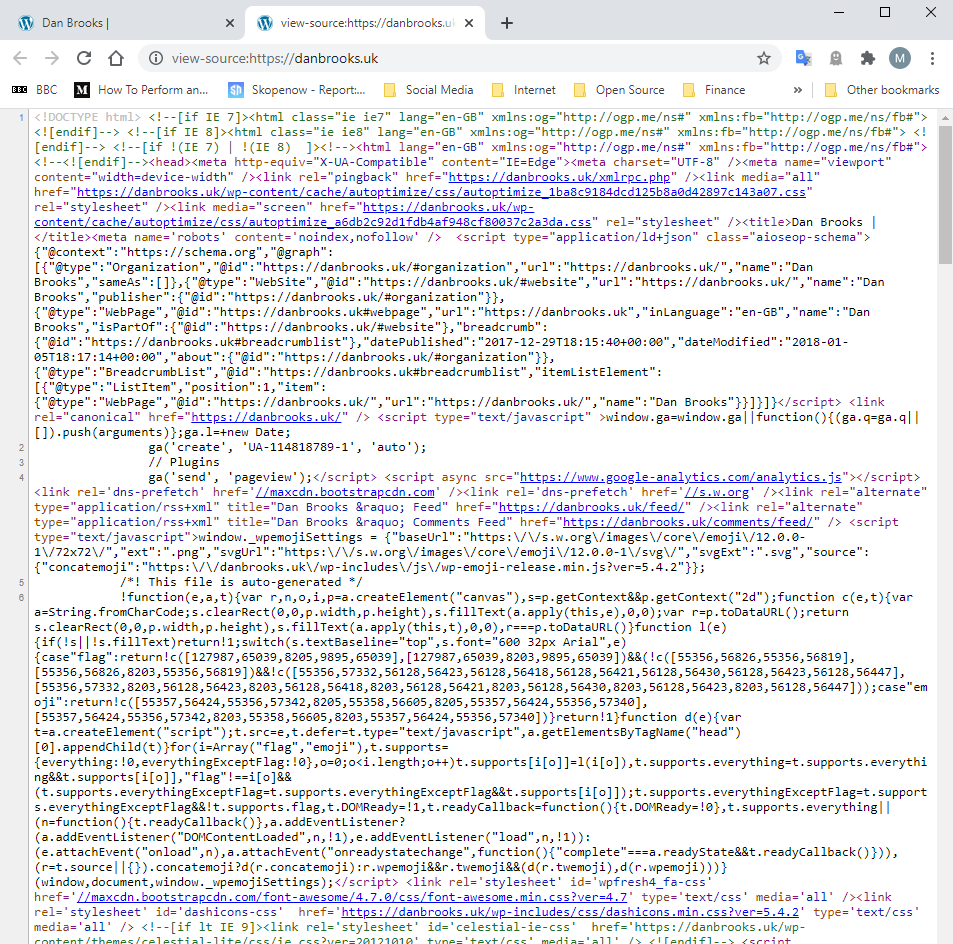 Dan Brooks |
view-source:https://danbrooks.uk
view-source:https://danbrooks.uk
M
BBC BBC
M How To Perform an...
Skopenow - Report:...
Social Media
Internet
Open Source
Finance
»
Other bookmarks
1 <!DOCTYPE html> <!--[if IE 7]><html class="ie ie7" lang="en-GB" xmlns:og="http://ogp.me/ns#" xmlns:fb="http://ogp.me/ns/fb#">
<![endif]--> <!--[if IE 8]><html class="ie ie8" lang="en-GB" xmlns:og="http://ogp.me/ns#" xmlns:fb="http://ogp.me/ns/fb#"> <!
[endif]--> <!--[if !(IE 7) | !(IE 8)  ]><!--><html lang="en-GB" xmlns:og="http://ogp.me/ns#" xmlns:fb="http://ogp.me/ns/fb#">
<!--<![endif]--><head><meta http-equiv="X-UA-Compatible" content="IE=Edge"><meta charset="UTF-8" /><meta name="viewport"
content="width=device-width" /><link rel="pingback" href="https://danbrooks.uk/xmlrpc.php" /><link media="all"
href="https://danbrooks.uk/wp-content/cache/autoptimize/css/autoptimize_1ba8c9184dcd125b8a0d42897c143a07.css"
rel="stylesheet" /><link media="screen" href="https://danbrooks.uk/wp-
content/cache/autoptimize/css/autoptimize_a6db2c92d1fdb4af948cf80037c2a3da.css" rel="stylesheet" /><title>Dan Brooks |
</title><meta name='robots' content='noindex,nofollow' />  <script type="application/ld+json" class="aioseop-schema">
{"@context":"https://schema.org","@graph":
[{"@type":"Organization","@id":"https://danbrooks.uk/#organization","url":"https://danbrooks.uk/","name":"Dan
Brooks","sameAs":[]},{"@type":"WebSite","@id":"https://danbrooks.uk/#website","url":"https://danbrooks.uk/","name":"Dan
Brooks","publisher":{"@id":"https://danbrooks.uk/#organization"}},
{"@type":"WebPage","@id":"https://danbrooks.uk#webpage","url":"https://danbrooks.uk","inLanguage":"en-GB","name":"Dan
Brooks","isPartOf":{"@id":"https://danbrooks.uk/#website"},"breadcrumb":
{"@id":"https://danbrooks.uk#breadcrumblist"},"datePublished":"2017-12-29T18:15:40+00:00","dateModified":"2018-01-
05T18:17:14+00:00","about":{"@id":"https://danbrooks.uk/#organization"}},
{"@type":"BreadcrumbList","@id":"https://danbrooks.uk#breadcrumblist","itemListElement":
[{"@type":"ListItem","position":1,"item":
{"@type":"WebPage","@id":"https://danbrooks.uk/","url":"https://danbrooks.uk/","name":"Dan Brooks"}}]}]}</script> <link
rel="canonical" href="https://danbrooks.uk/" /> <script type="text/javascript" >window.ga=window.ga||function(){(ga.q=ga.q||
[]).push(arguments)};ga.l=+new Date;
2 ga('create', 'UA-114818789-1', 'auto');
3 // Plugins
4 ga('send', 'pageview');</script> <script async src="https://www.google-analytics.com/analytics.js"></script>
<link rel='dns-prefetch' href='//maxcdn.bootstrapcdn.com' /><link rel='dns-prefetch' href='//s.w.org' /><link rel="alternate"
type="application/rss+xml" title="Dan Brooks &raquo; Feed" href="https://danbrooks.uk/feed/" /><link rel="alternate"
type="application/rss+xml" title="Dan Brooks &raquo; Comments Feed" href="https://danbrooks.uk/comments/feed/" /> <script
type="text/javascript">window._wpemojiSettings = {"baseUrl":"https:\/\/s.w.org\/images\/core\/emoji\/12.0.0-
1\/72x72\/","ext":".png","svgUrl":"https:\/\/s.w.org\/images\/core\/emoji\/12.0.0-1\/svg\/","svgExt":".svg","source":
{"concatemoji":"https:\/\/danbrooks.uk\/wp-includes\/js\/wp-emoji-release.min.js?ver=5.4.2"}};
5 /*! This file is auto-generated */
6 !function(e,a,t){var r,n,o,i,p=a.createElement("canvas"),s=p.getContext&&p.getContext("2d");function c(e,t){var
a=String.fromCharCode;s.clearRect(0,0,p.width,p.height),s.fillText(a.apply(this,e),0,0);var r=p.toDataURL();return
s.clearRect(0,0,p.width,p.height),s.fillText(a.apply(this,t),0,0),r===p.toDataURL()}function l(e)
{if(!s||!s.fillText)return!1;switch(s.textBaseline="top",s.font="600 32px Arial",e)
{case"flag":return!c([127987,65039,8205,9895,65039],[127987,65039,8203,9895,65039])&&(!c([55356,56826,55356,56819],
[55356,56826,8203,55356,56819])&&!c([55356,57332,56128,56423,56128,56418,56128,56421,56128,56430,56128,56423,56128,56447],
[55356,57332,8203,56128,56423,8203,56128,56418,8203,56128,56421,8203,56128,56430,8203,56128,56423,8203,56128,56447]));case"em
oji":return!c([55357,56424,55356,57342,8205,55358,56605,8205,55357,56424,55356,57340],
[55357,56424,55356,57342,8203,55358,56605,8203,55357,56424,55356,57340])}return!1}function d(e){var
t=a.createElement("script");t.src=e,t.defer=t.type="text/javascript",a.getElementsByTagName("head")
[0].appendChild(t)}for(i=Array("flag","emoji"),t.supports=
{everything:!0,everythingExceptFlag:!0},o=0;o<i.length;o++)t.supports[i[o]]=l(i[o]),t.supports.everything=t.supports.everythi
ng&&t.supports[i[o]],"flag"!==i[o]&&
(t.supports.everythingExceptFlag=t.supports.everythingExceptFlag&&t.supports[i[o]]);t.supports.everythingExceptFlag=t.support
s.everythingExceptFlag&&!t.supports.flag,t.DOMReady=!1,t.readyCallback=function(){t.DOMReady=!0},t.supports.everything||
(n=function(){t.readyCallback()},a.addEventListener?
(a.addEventListener("DOMContentLoaded",n,!1),e.addEventListener("load",n,!1)):
(e.attachEvent("onload",n),a.attachEvent("onreadystatechange",function(){"complete"===a.readyState&&t.readyCallback()})),
(r=t.source||{}).concatemoji?d(r.concatemoji):r.wpemoji&&r.twemoji&&(d(r.twemoji),d(r.wpemoji)))}
(window,document,window._wpemojiSettings);</script> <link rel='stylesheet' id='wpfresh4_fa-css'
href='//maxcdn.bootstrapcdn.com/font-awesome/4.7.0/css/font-awesome.min.css?ver=4.7' type='text/css' media='all' /><link
rel='stylesheet' id='dashicons-css'  href='https://danbrooks.uk/wp-includes/css/dashicons.min.css?ver=5.4.2' type='text/css'
media='all' /> <!--[if lt IE 9]><link rel='stylesheet' id='celestial-ie-css'  href='https://danbrooks.uk/wp-
content/themes/celestial-lite/css/ie.css?ver=20121010' type='text/css' media='all' /> <![endif]--> <script